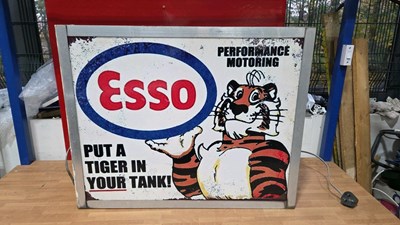 PERFORMANCE
MOTORING
Esso
PUT A
TIGER IN
YOUR TANK!